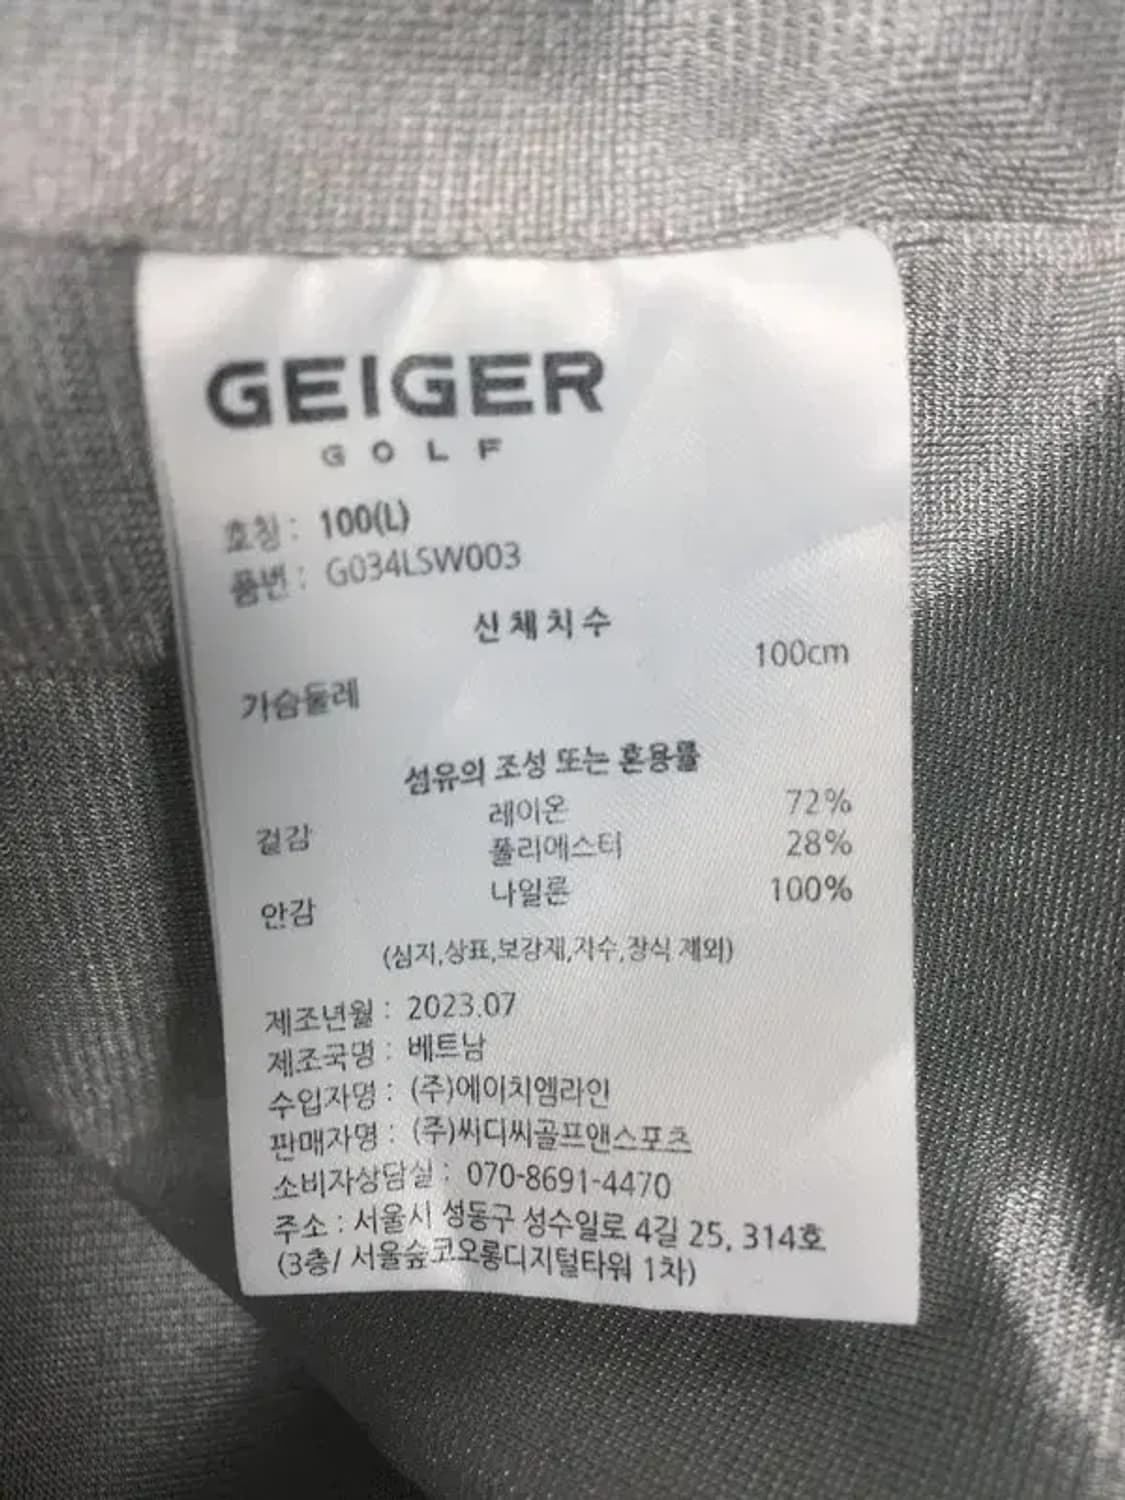 GEIGER
GOLF
호칭 : 100(L)
품번 : G034LSW003
신체치수
가슴둘레 100cm
섬유의 조성 또는 혼용률
겉감 레이온 72%
폴리에스터 28%
안감 나일론 100%
(심지,상표,보강재,자수,장식 제외)
제조년월 : 2023.07
제조국명 : 베트남
수입자명 : (주)에이치엠라인
판매자명 : (주)씨디씨골프앤스포츠
소비자상담실 : 070-8691-4470
주소 : 서울시 성동구 성수일로 4길 25, 314호
(3층/ 서울숲코오롱디지털타워 1차)